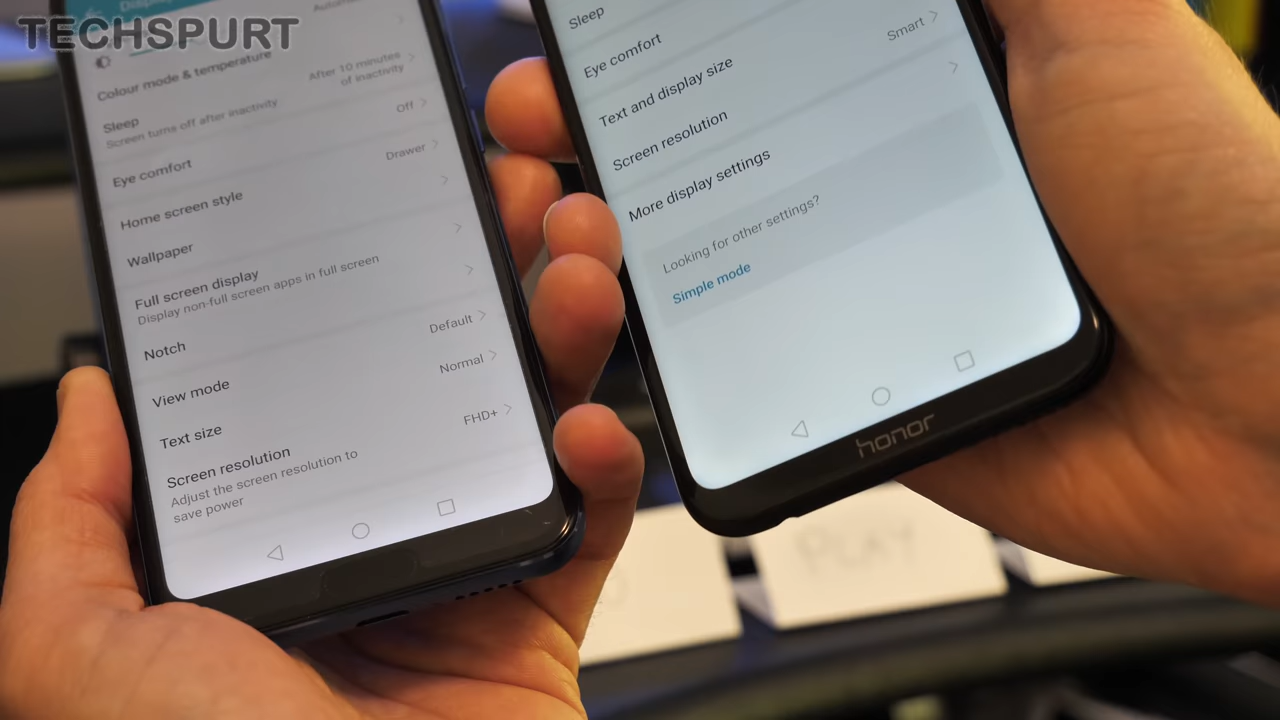 TECHSPURT
Display
Automatic
Colour mode & temperature
Sleep
Screen turns off after inactivity
After 10 minutes
of inactivity
Eye comfort
Off
Home screen style
Drawer
Wallpaper
Full screen display
Display non-full screen apps in full screen
Notch
View mode
Default
Text size
Normal
Screen resolution
Adjust the screen resolution to
save power
FHD+
Sleep
Eye comfort
Text and display size
Screen resolution
Smart
More display settings
Looking for other settings?
Simple mode
honor
PLAY